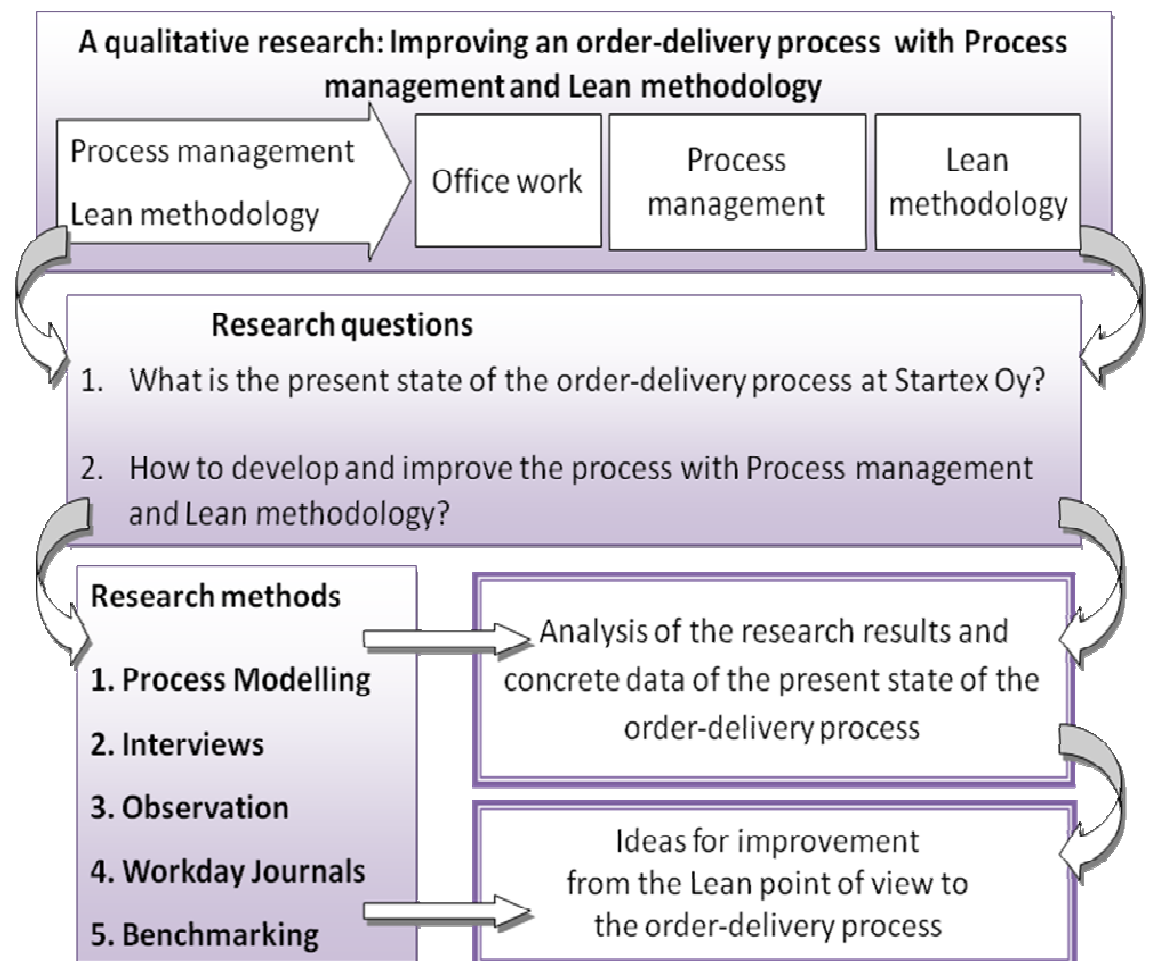 A qualitative research: Improving an order-delivery process with Process
management and Lean methodology
Process management
Lean methodology
Office work
Process
management
Lean
methodology
Research questions
1. What is the present state of the order-delivery process at Startex Oy?
2. How to develop and improve the process with Process management
and Lean methodology?
Research methods
1. Process Modelling
2. Interviews
3. Observation
4. Workday Journals
5. Benchmarking
Analysis of the research results and
concrete data of the present state of the
order-delivery process
Ideas for improvement
from the Lean point of view to
the order-delivery process